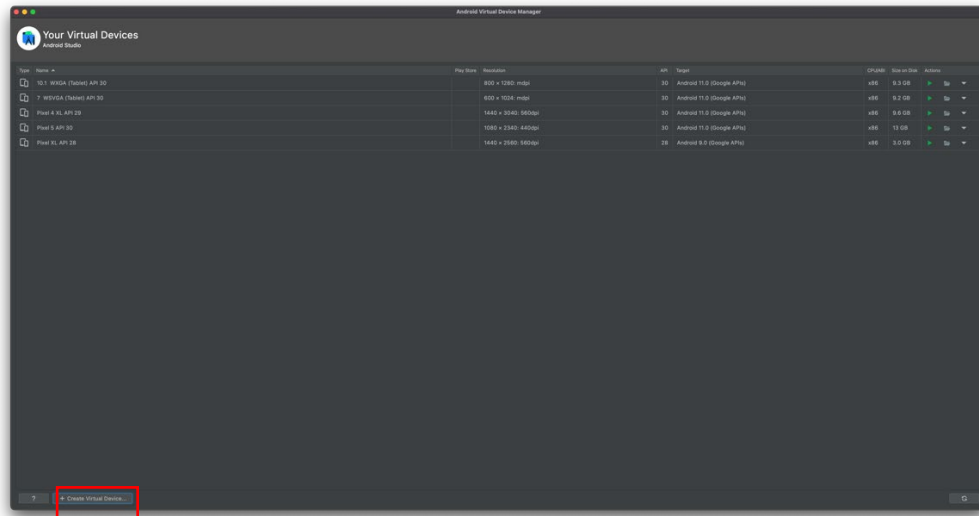 Android Virtual Device Manager
Your Virtual Devices
Android Studio
Type Name Play Store Resolution API Target CPU/ABI Size on Disk Actions
10.1 WXGA (Tablet) API 30 800 × 1280: mdpi 30 Android 11.0 (Google APIs) x86 9.3 GB
7 WSVGA (Tablet) API 30 600 × 1024: mdpi 30 Android 11.0 (Google APIs) x86 9.2 GB
Pixel 4 XL API 29 1440 × 3040: 560dpi 30 Android 11.0 (Google APIs) x86 9.6 GB
Pixel 5 API 30 1080 × 2340: 440dpi 30 Android 11.0 (Google APIs) x86 13 GB
Pixel XL API 28 1440 × 2560: 560dpi 28 Android 9.0 (Google APIs) x86 3.0 GB
? + Create Virtual Device...